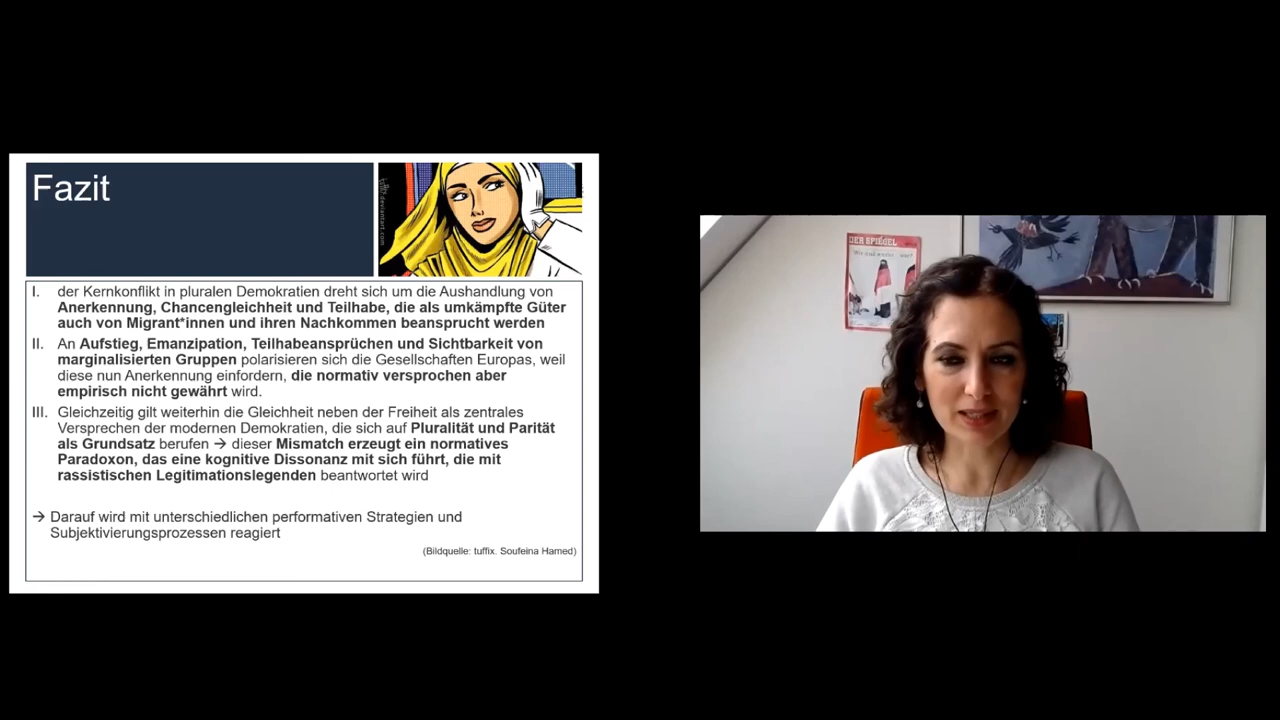 Fazit
I. der Kernkonflikt in pluralen Demokratien dreht sich um die Aushandlung von
Anerkennung, Chancengleichheit und Teilhabe, die als umkämpfte Güter
auch von Migrant*innen und ihren Nachkommen beansprucht werden
II. An Aufstieg, Emanzipation, Teilhabeansprüchen und Sichtbarkeit von
marginalisierten Gruppen polarisieren sich die Gesellschaften Europas, weil
diese nun Anerkennung einfordern, die normativ versprochen aber
empirisch nicht gewährt wird.
III. Gleichzeitig gilt weiterhin die Gleichheit neben der Freiheit als zentrales
Versprechen der modernen Demokratien, die sich auf Pluralität und Parität
als Grundsatz berufen → dieser Mismatch erzeugt ein normatives
Paradoxon, das eine kognitive Dissonanz mit sich führt, die mit
rassistischen Legitimationslegenden beantwortet wird
→ Darauf wird mit unterschiedlichen performativen Strategien und
Subjektivierungsprozessen reagiert
(Bildquelle: tuffix. Soufeina Hamed)
DER SPIEGEL